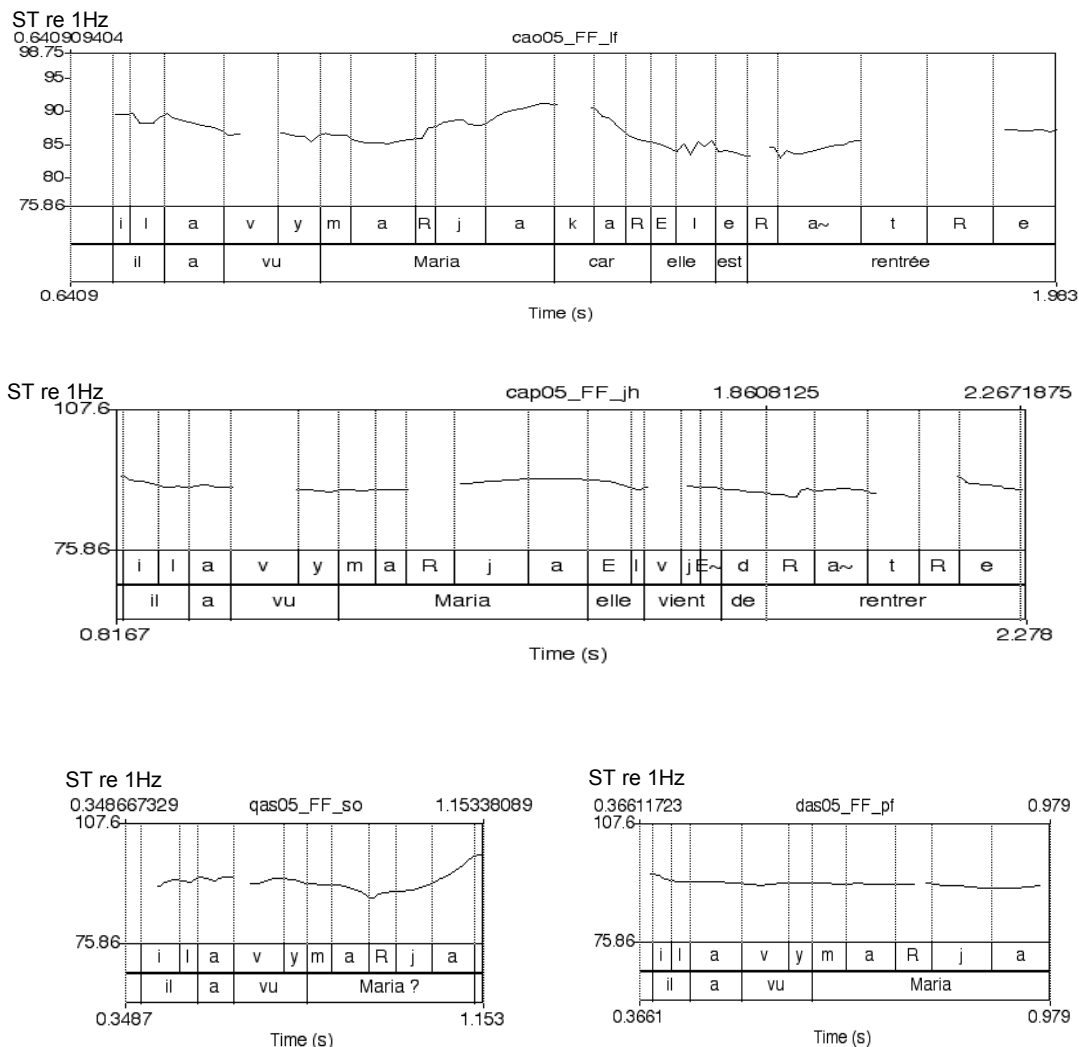 ST re 1Hz
0.640909404 cao05_FF_lf
98.75
95
90
85
80
75.86
i l a v y m a R j a k a R E l e R a~ t R e
il a vu Maria car elle est rentrée
0.6409 1.983
Time (s)
ST re 1Hz
cap05_FF_jh 1.8608125 2.2671875
107.6
75.86
i l a v y m a R j a E l v j E~ d R a~ t R e
il a vu Maria elle vient de rentrer
0.8167 2.278
Time (s)
ST re 1Hz
0.348667329 qas05_FF_so 1.15338089
107.6
75.86
i l a v y m a R j a
il a vu Maria ?
0.3487 1.153
Time (s)
ST re 1Hz
0.36611723 das05_FF_pf 0.979
107.6
75.86
i l a v y m a R j a
il a vu Maria
0.3661 0.979
Time (s)